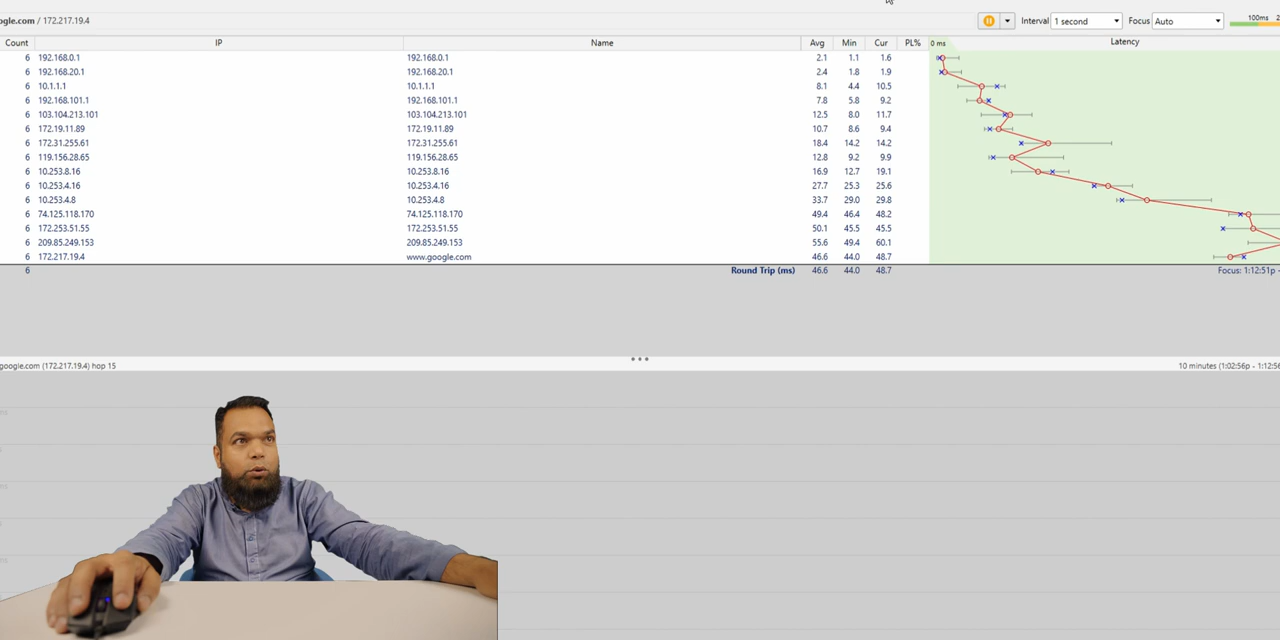 ogle.com / 172.217.19.4 Interval 1 second Focus Auto 100ms 2
Count IP Name Avg Min Cur PL% 0 ms Latency
6 192.168.0.1 192.168.0.1 2.1 1.1 1.6
6 192.168.20.1 192.168.20.1 2.4 1.8 1.9
6 10.1.1.1 10.1.1.1 8.1 4.4 10.5
6 192.168.101.1 192.168.101.1 7.8 5.8 9.2
6 103.104.213.101 103.104.213.101 12.5 8.0 11.7
6 172.19.11.89 172.19.11.89 10.7 8.6 9.4
6 172.31.255.61 172.31.255.61 18.4 14.2 14.2
6 119.156.28.65 119.156.28.65 12.8 9.2 9.9
6 10.253.8.16 10.253.8.16 16.9 12.7 19.1
6 10.253.4.16 10.253.4.16 27.7 25.3 25.6
6 10.253.4.8 10.253.4.8 33.7 29.0 29.8
6 74.125.118.170 74.125.118.170 49.4 46.4 48.2
6 172.253.51.55 172.253.51.55 50.1 45.5 45.5
6 209.85.249.153 209.85.249.153 55.6 49.4 60.1
6 172.217.19.4 www.google.com 46.6 44.0 48.7
6 Round Trip (ms) 46.6 44.0 48.7 Focus: 1:12:51p -
google.com (172.217.19.4) hop 15 10 minutes (1:02:56p - 1:12:56